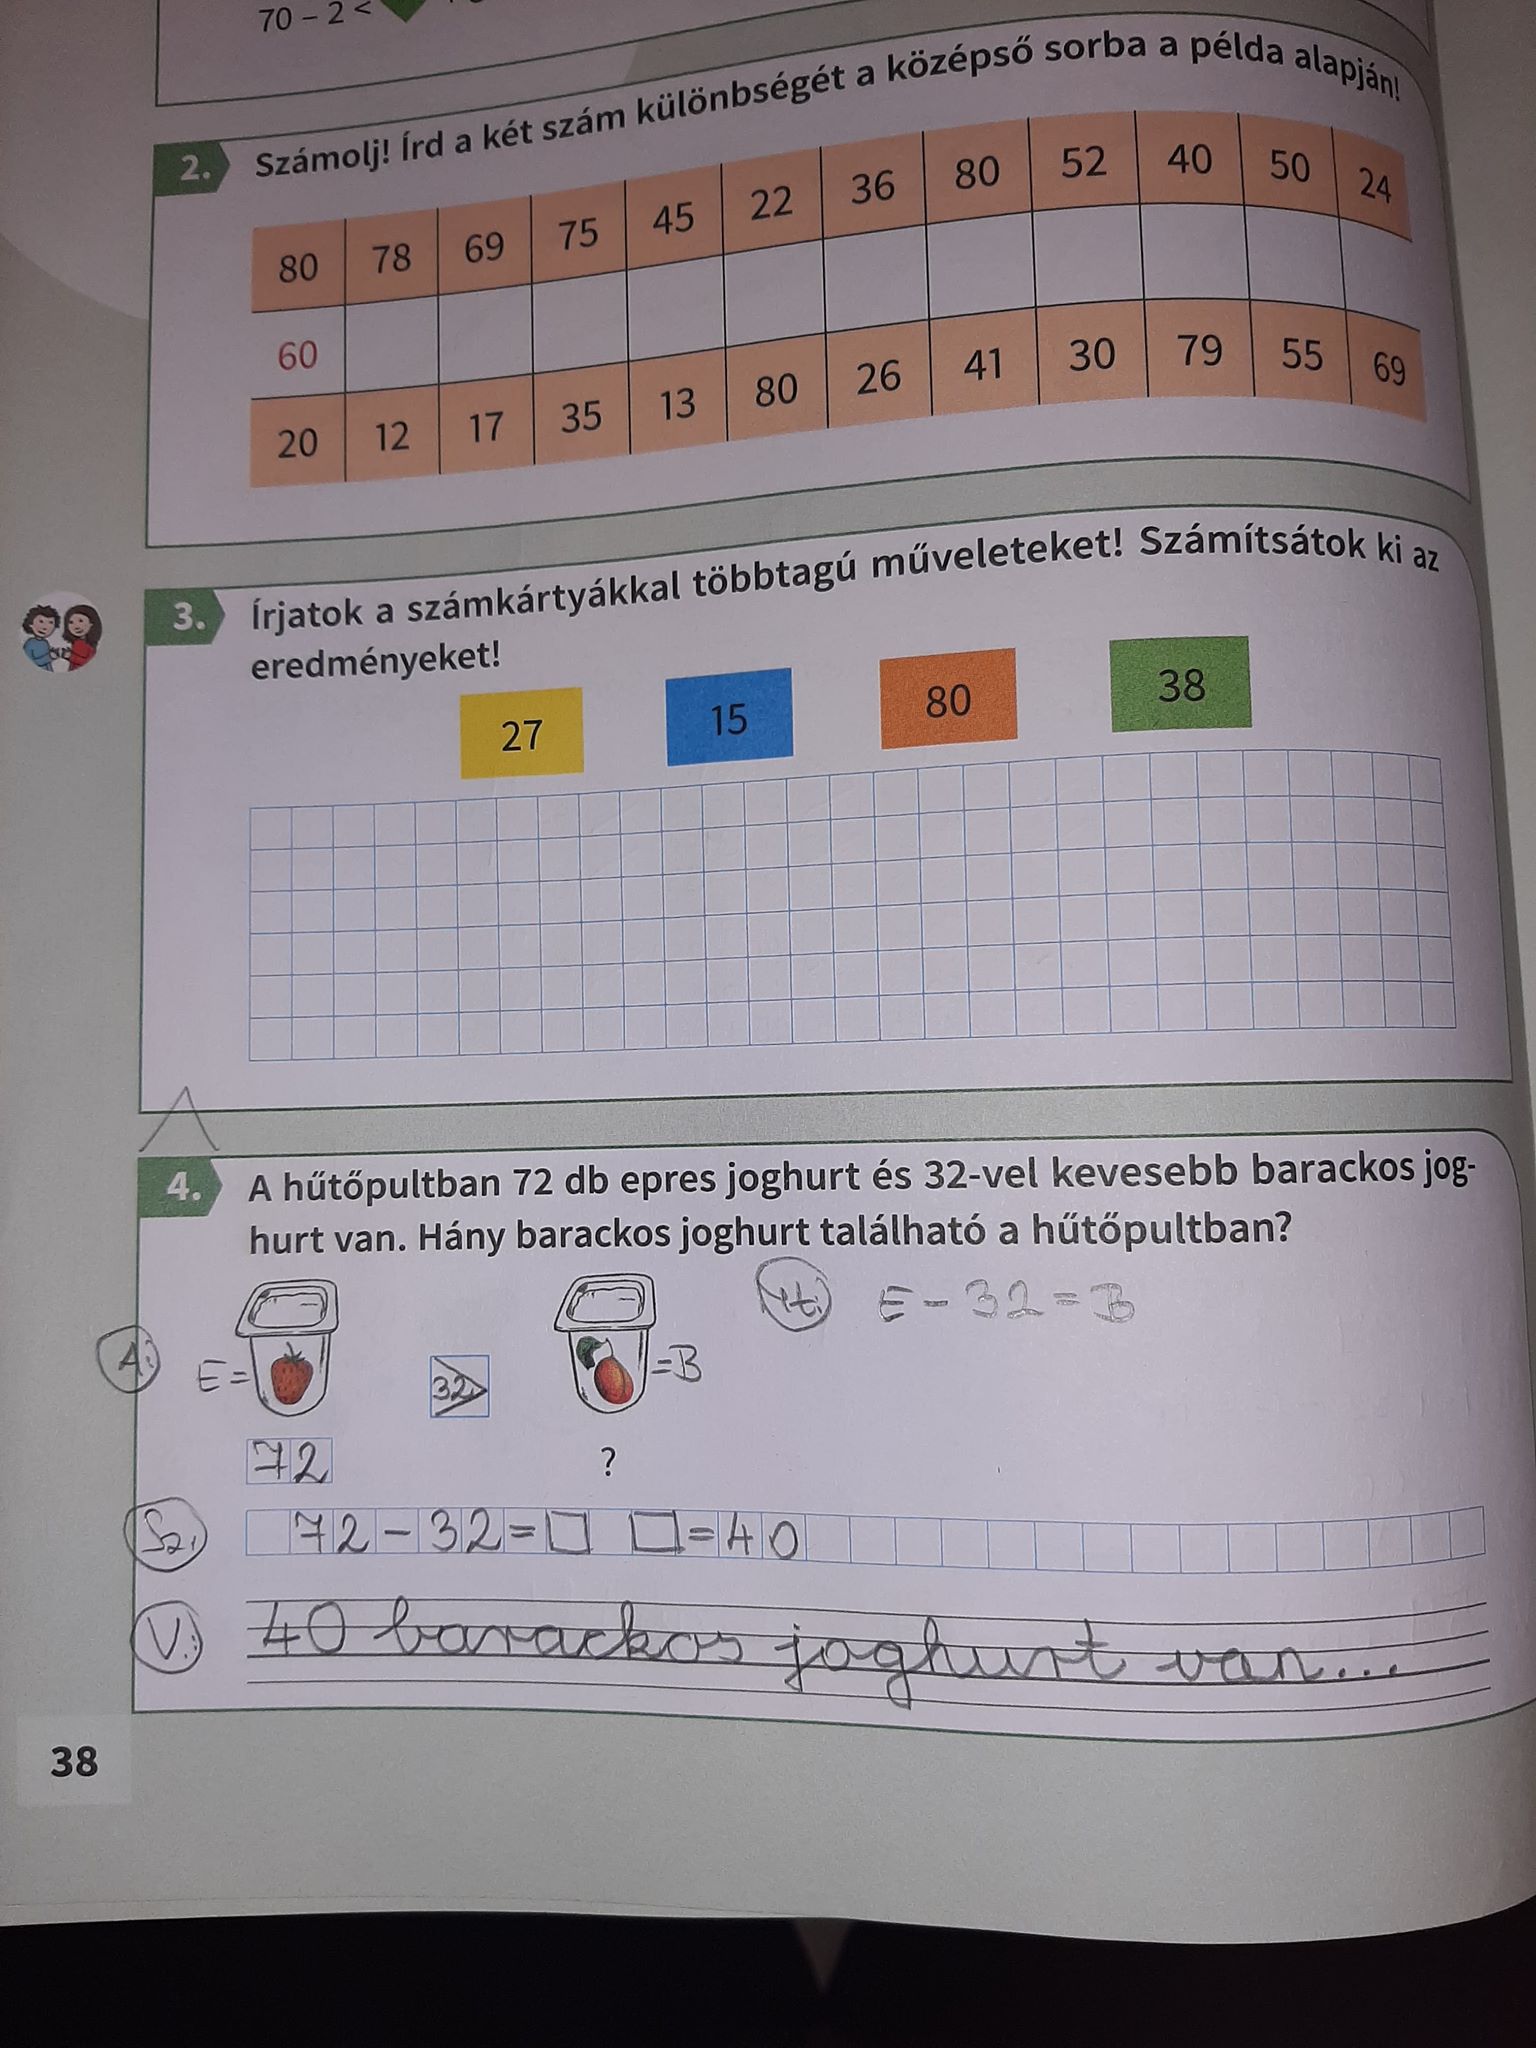 70 – 2 <
2. Számolj! Írd a két szám különbségét a középső sorba a példa alapján!
80 78 69 75 45 22 36 80 52 40 50 24
60
20 12 17 35 13 80 26 41 30 79 55 69
3. Írjatok a számkártyákkal többtagú műveleteket! Számítsátok ki az
eredményeket!
27 15 80 38
4. A hűtőpultban 72 db epres joghurt és 32-vel kevesebb barackos jog-
hurt van. Hány barackos joghurt található a hűtőpultban?
E - 32 = B
A: E = 32 = B
72 ?
Sz. 72 - 32 = □ □ = 40
V: 40 barackos joghurt van...
38